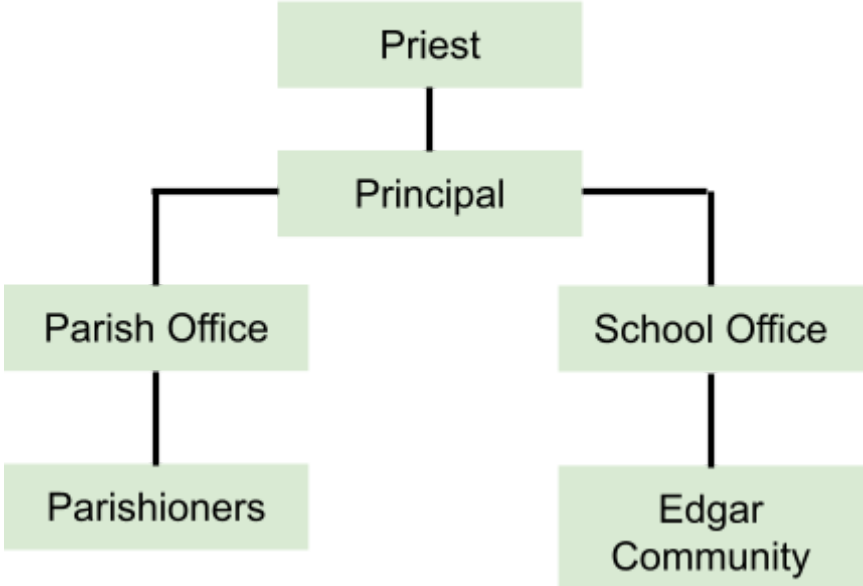 Priest
Principal
Parish Office
School Office
Parishioners
Edgar
Community